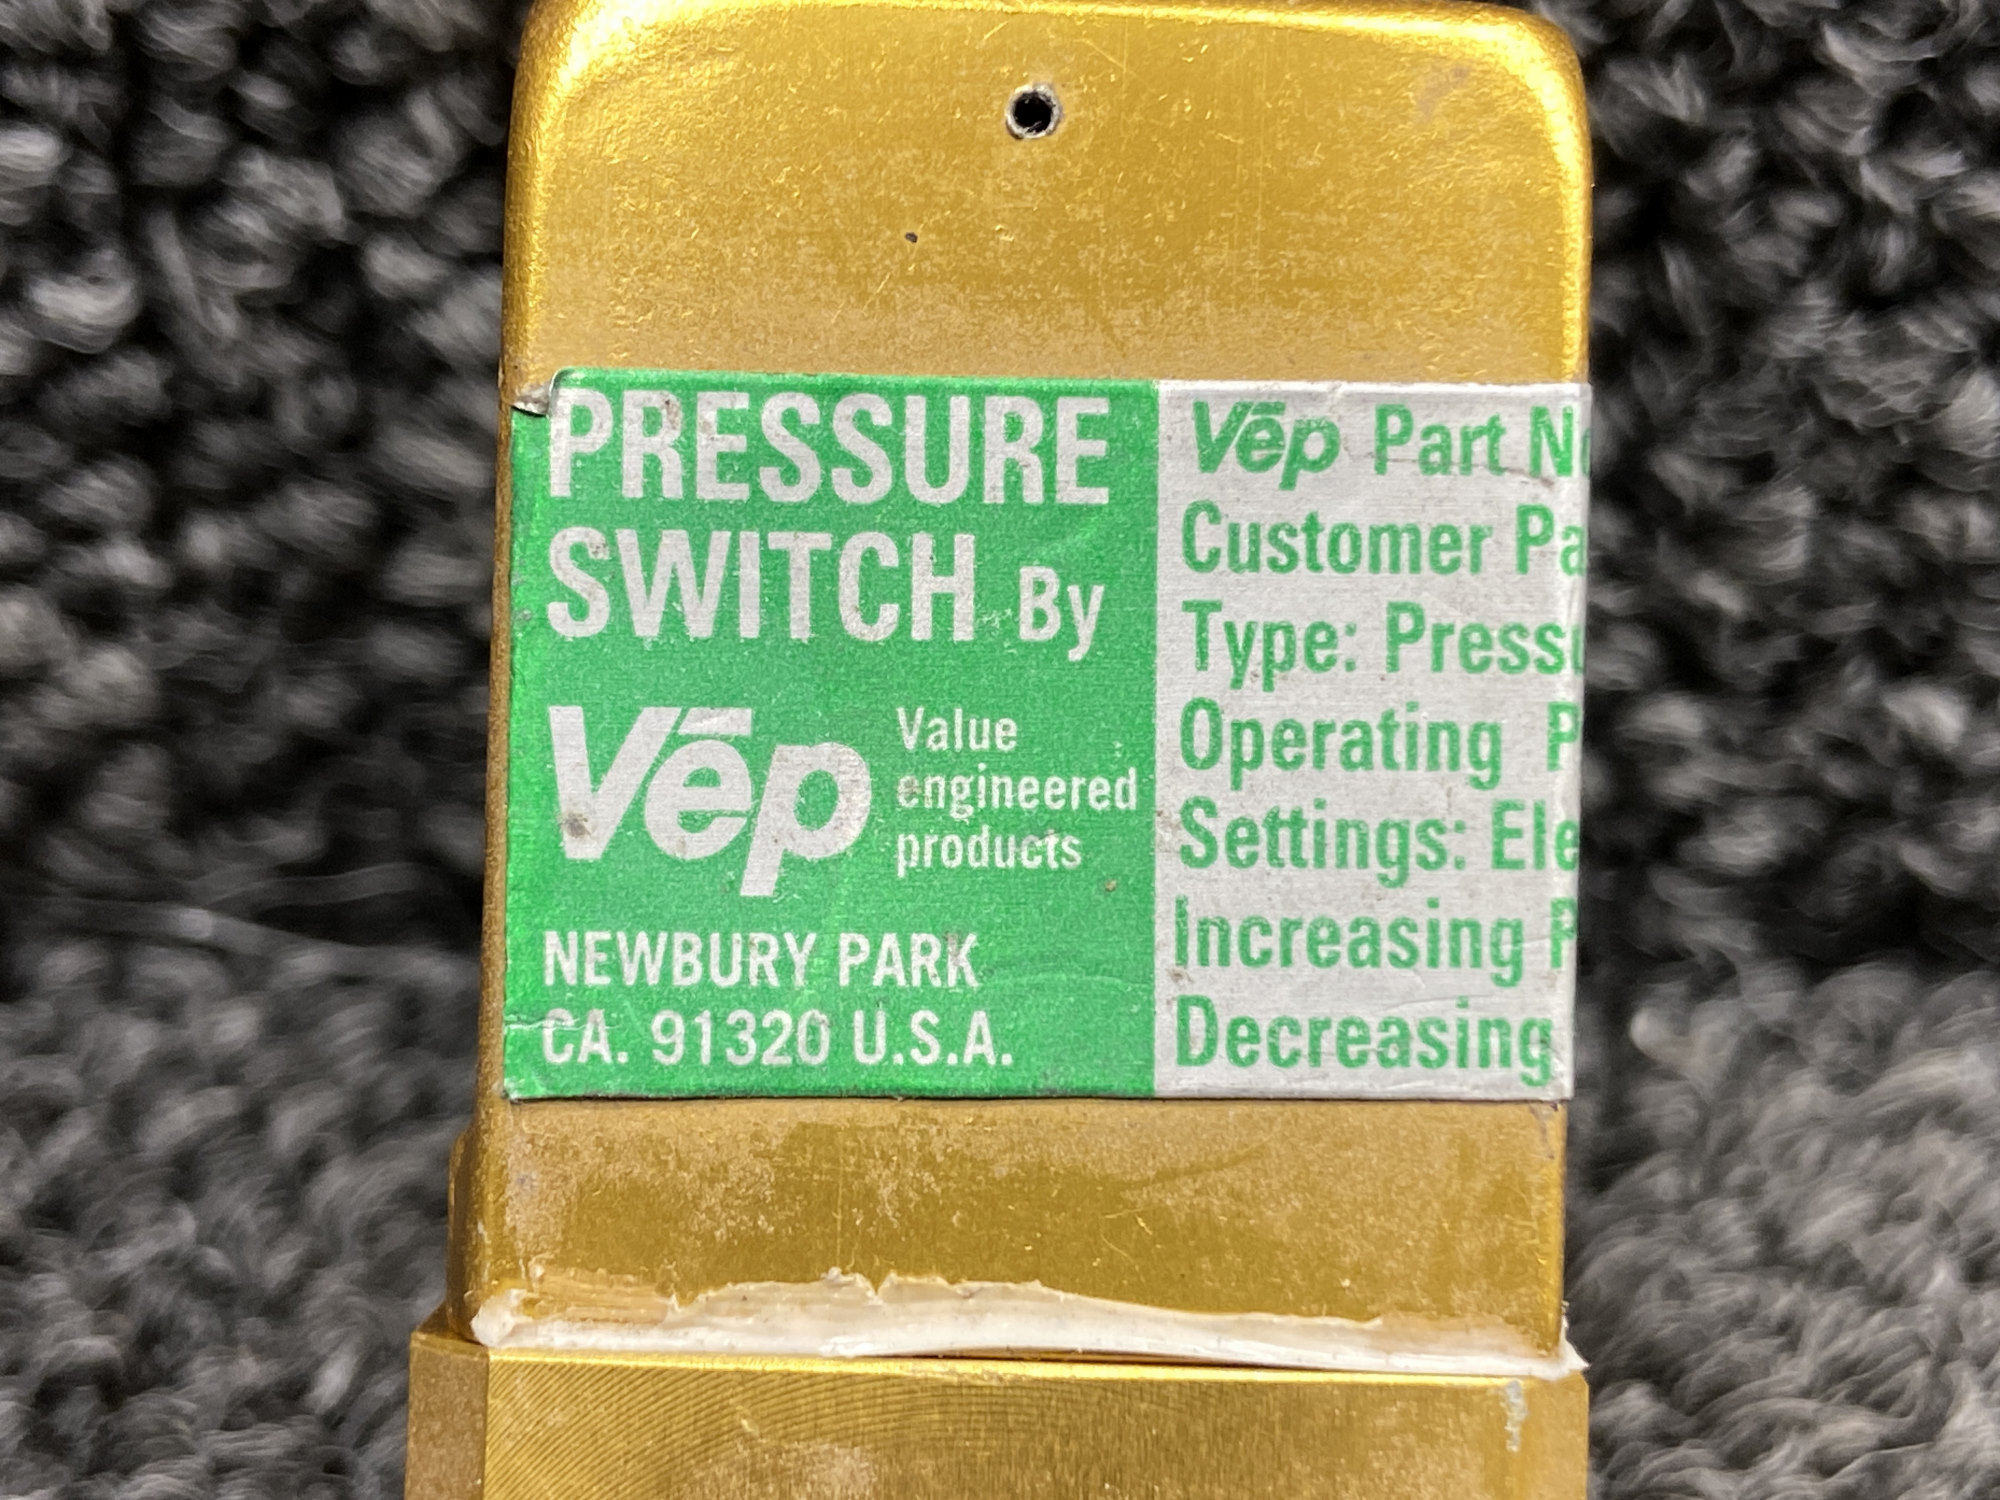 PRESSURE
SWITCH By
Vēp
Value
engineered
products
NEWBURY PARK
CA. 91320 U.S.A.
Vēp Part
Customer
Type:
Operating
Settings:
Increasing
Decreasing